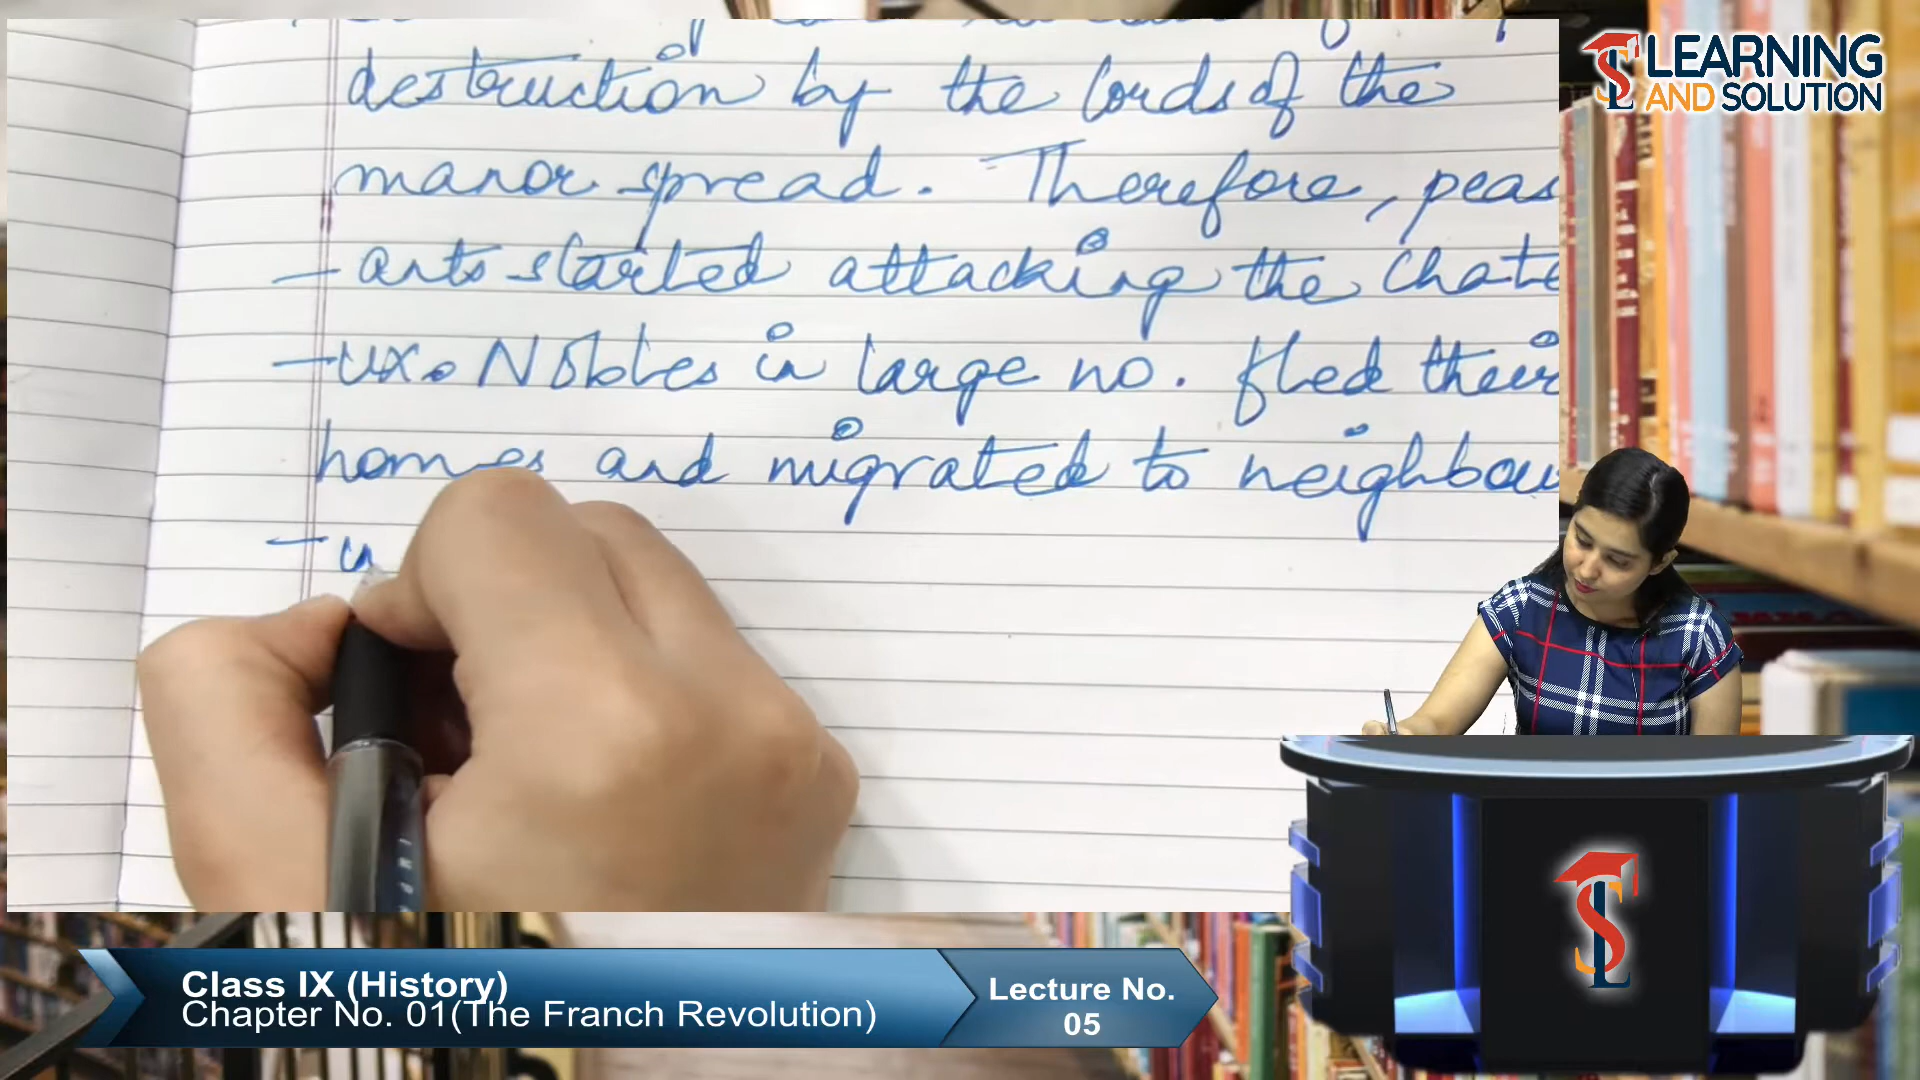 destruction by the lords of the
manor spread. Therefore, peas
-ants started attacking the chate
-ux. Nobles in large no. fled their
homes and migrated to neighbou
LEARNING
AND SOLUTION
Class IX (History)
Chapter No. 01(The Franch Revolution)
Lecture No.
05